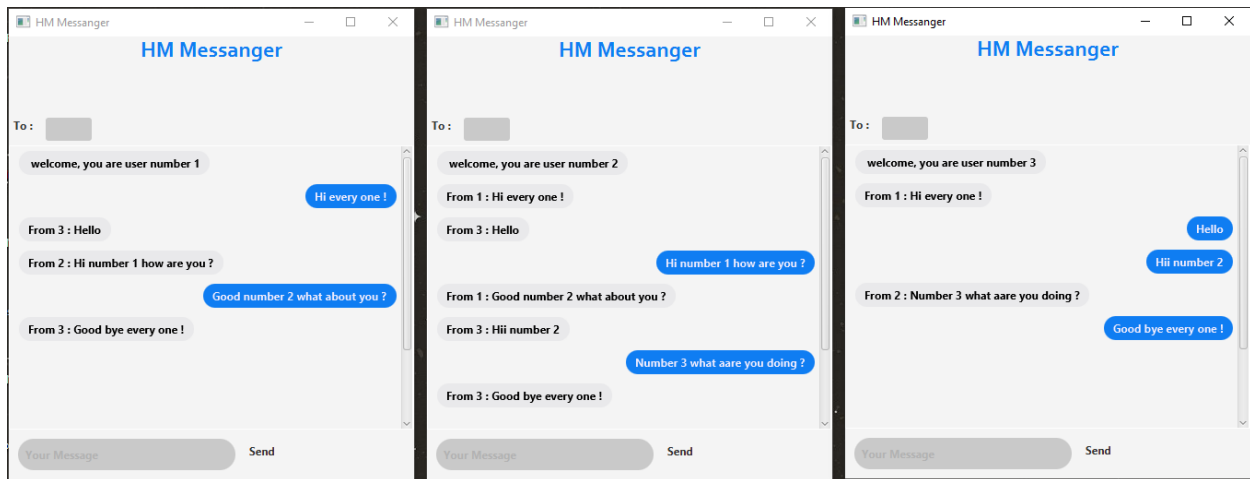 HM Messanger
HM Messanger
To :
welcome, you are user number 1
Hi every one !
From 3 : Hello
From 2 : Hi number 1 how are you ?
Good number 2 what about you ?
From 3 : Good bye every one !
Your Message
Send
HM Messanger
HM Messanger
To :
welcome, you are user number 2
From 1 : Hi every one !
From 3 : Hello
Hi number 1 how are you ?
From 1 : Good number 2 what about you ?
From 3 : Hii number 2
Number 3 what aare you doing ?
From 3 : Good bye every one !
Your Message
Send
HM Messanger
HM Messanger
To :
welcome, you are user number 3
From 1 : Hi every one !
Hello
Hii number 2
From 2 : Number 3 what aare you doing ?
Good bye every one !
Your Message
Send